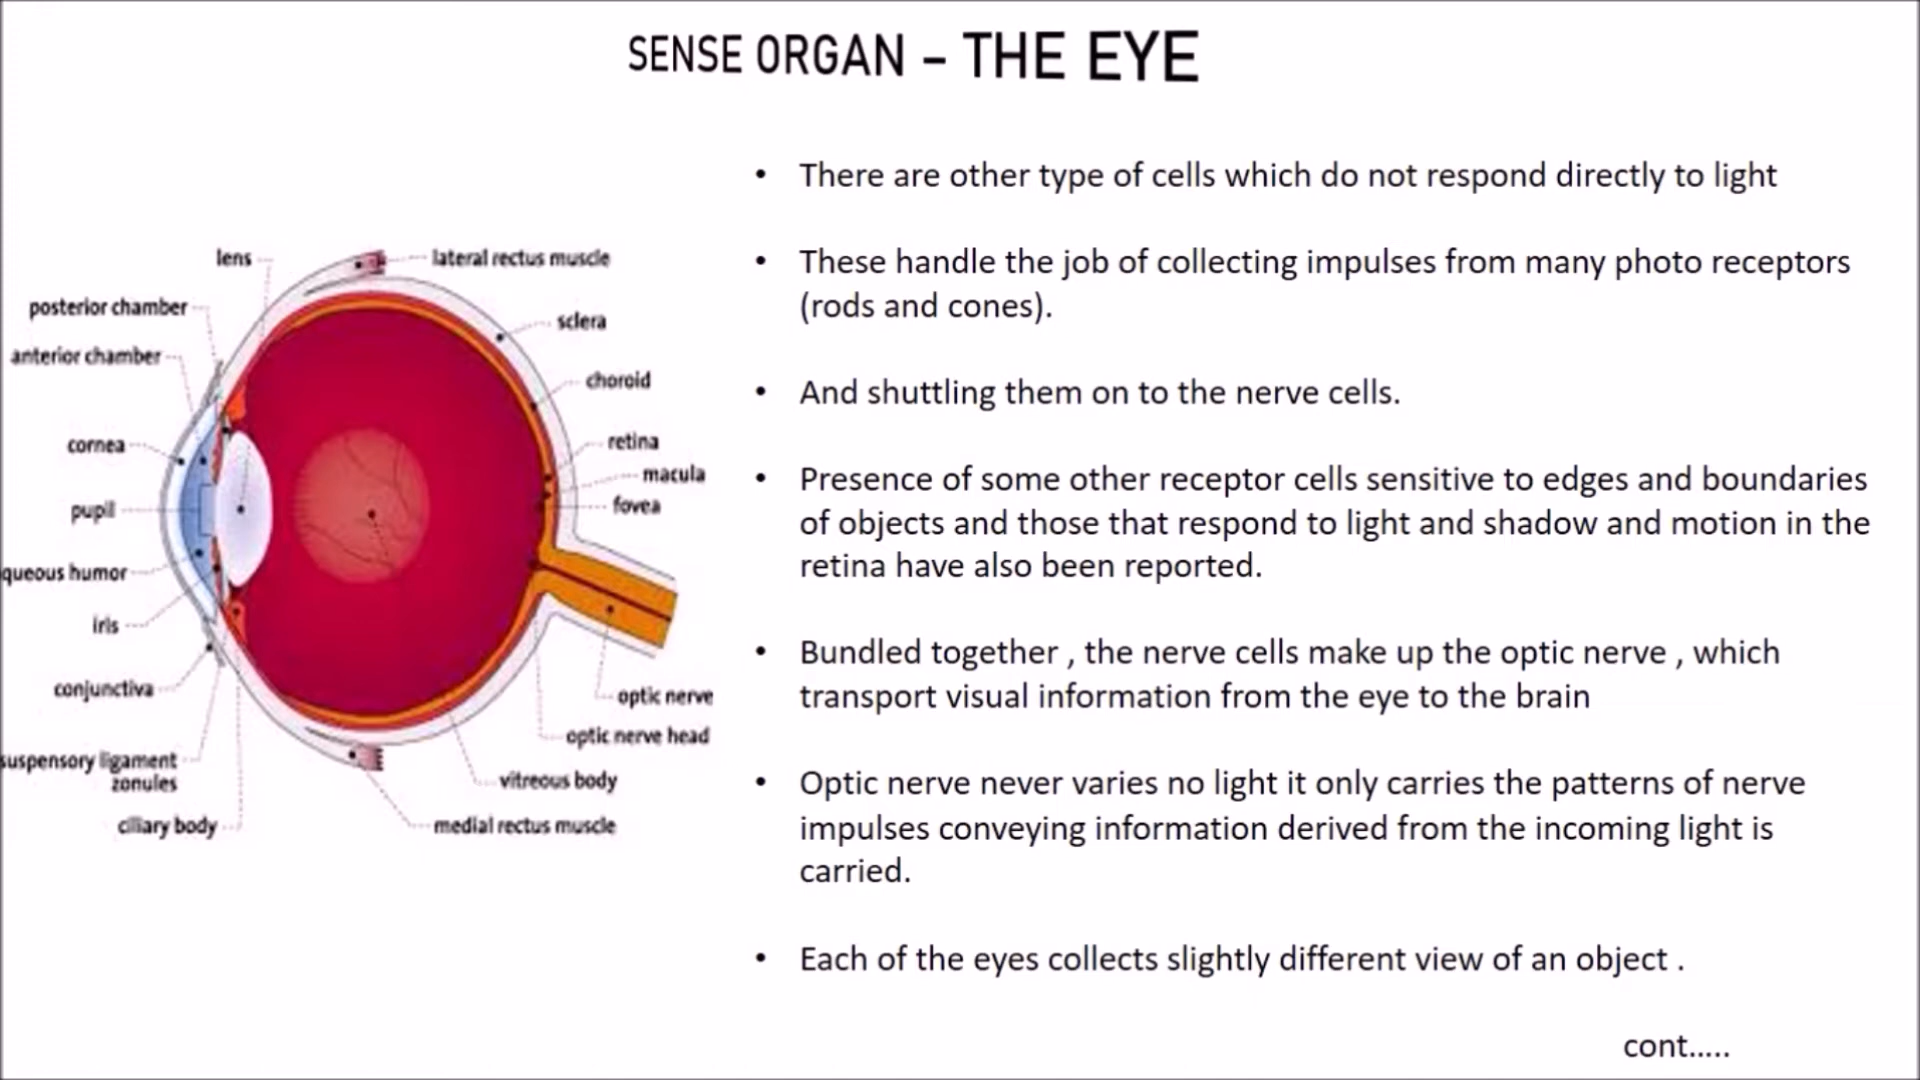 SENSE ORGAN – THE EYE
lens
lateral rectus muscle
posterior chamber
sclera
anterior chamber
choroid
cornea
retina
macula
pupil
fovea
queous humor
iris
conjunctiva
optic nerve
optic nerve head
suspensory ligament
zonules
vitreous body
ciliary body
medial rectus muscle
• There are other type of cells which do not respond directly to light
• These handle the job of collecting impulses from many photo receptors
(rods and cones).
• And shuttling them on to the nerve cells.
• Presence of some other receptor cells sensitive to edges and boundaries
of objects and those that respond to light and shadow and motion in the
retina have also been reported.
• Bundled together , the nerve cells make up the optic nerve , which
transport visual information from the eye to the brain
• Optic nerve never varies no light it only carries the patterns of nerve
impulses conveying information derived from the incoming light is
carried.
• Each of the eyes collects slightly different view of an object .
cont.....